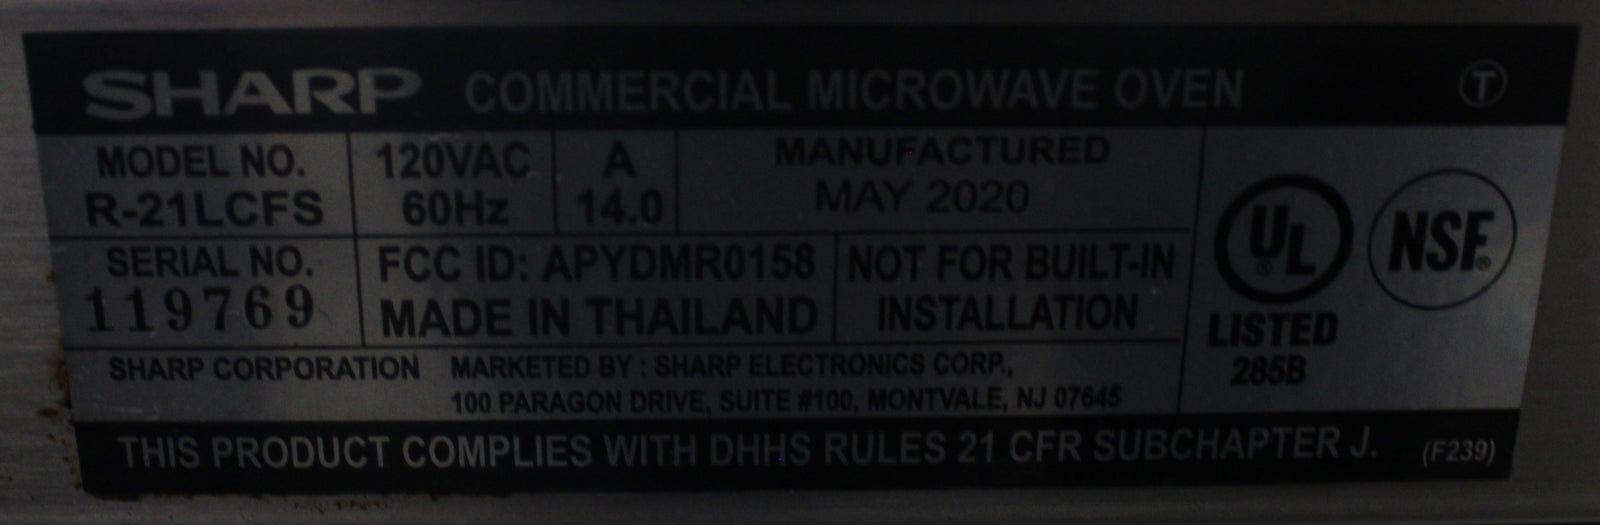 SHARP COMMERCIAL MICROWAVE OVEN T
MODEL NO.
R-21LCFS
120VAC
60Hz
A
14.0
MANUFACTURED
MAY 2020
SERIAL NO.
119769
FCC ID: APYDMR0158
MADE IN THAILAND
NOT FOR BUILT-IN
INSTALLATION
UL®
LISTED
285B
NSF®
SHARP CORPORATION MARKETED BY : SHARP ELECTRONICS CORP.,
100 PARAGON DRIVE, SUITE #100, MONTVALE, NJ 07645
THIS PRODUCT COMPLIES WITH DHHS RULES 21 CFR SUBCHAPTER J. (F239)